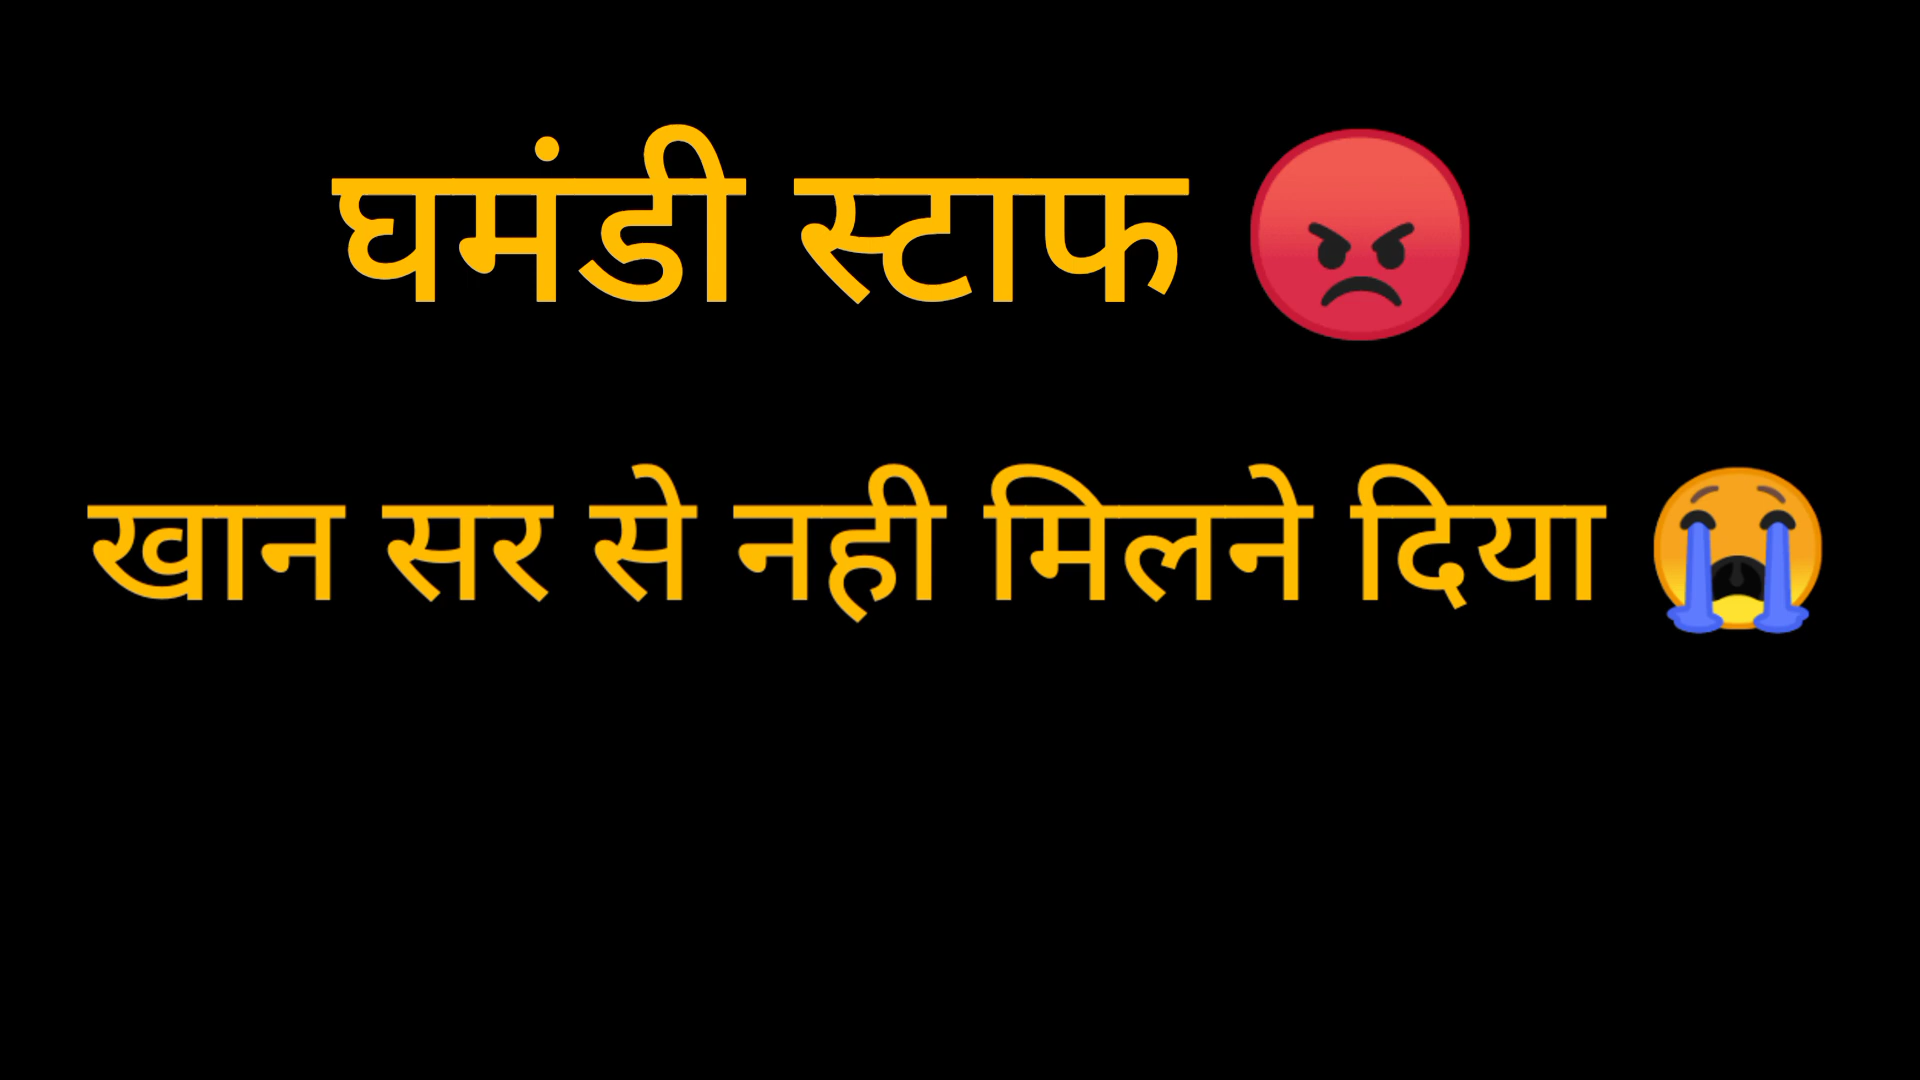 घमंडी स्टाफ 😡
खान सर से नही मिलने दिया 😭